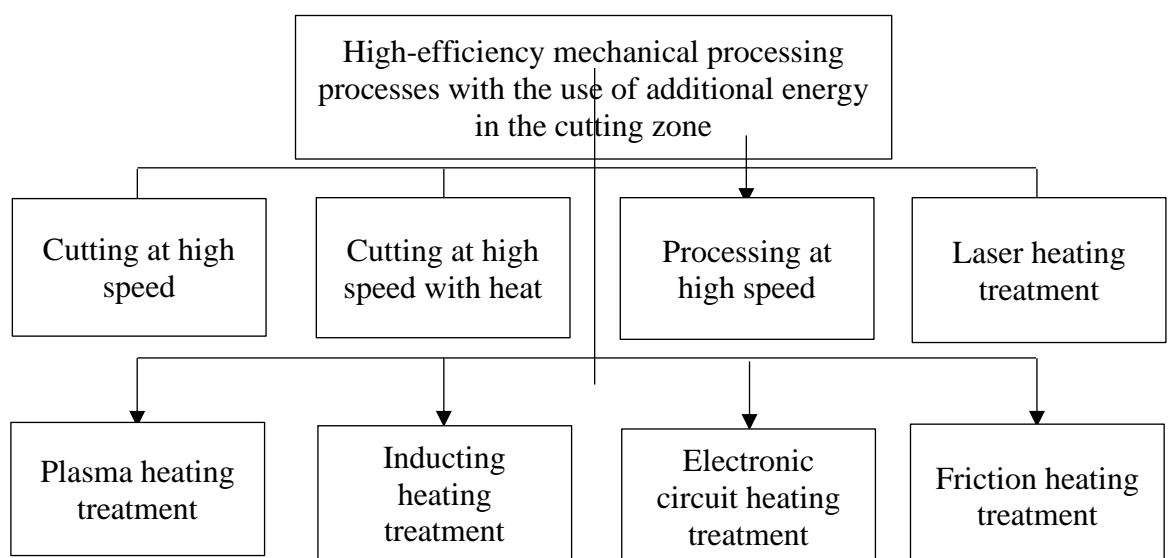 High-efficiency mechanical processing
processes with the use of additional energy
in the cutting zone
Cutting at high
speed
Cutting at high
speed with heat
Processing at
high speed
Laser heating
treatment
Plasma heating
treatment
Inducting
heating
treatment
Electronic
circuit heating
treatment
Friction heating
treatment